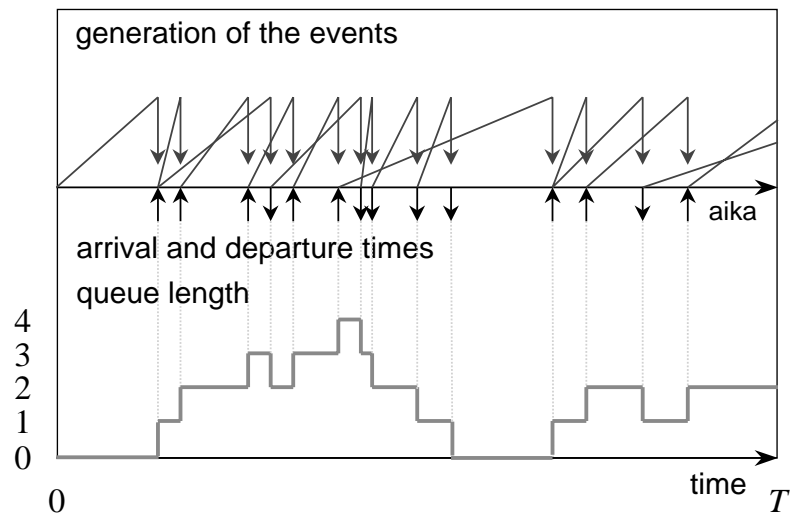 generation of the events
aika
arrival and departure times
queue length
4
3
2
1
0
time
0
T